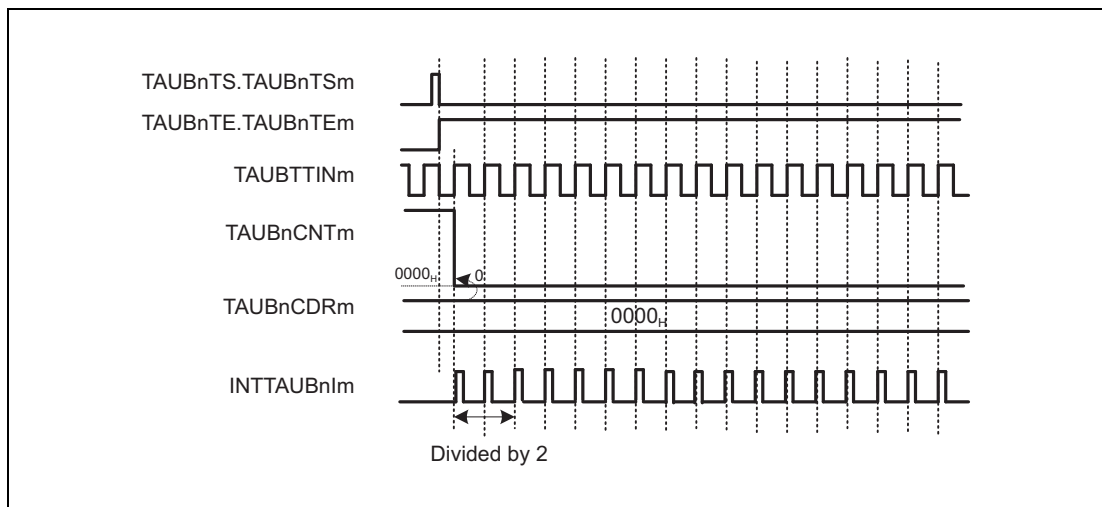 TAUBnTS.TAUBnTSm
TAUBnTE.TAUBnTEm
TAUBTTINm
TAUBnCNTm
0000H
0
TAUBnCDRm
0000H
INTTAUBnIm
Divided by 2